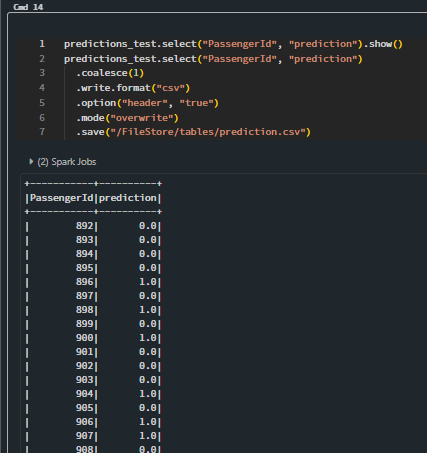 Cmd 14
1 predictions_test.select("PassengerId", "prediction").show()
2 predictions_test.select("PassengerId", "prediction")
3 .coalesce(1)
4 .write.format("csv")
5 .option("header", "true")
6 .mode("overwrite")
7 .save("/FileStore/tables/prediction.csv")
(2) Spark Jobs
+-----------+----------+
|PassengerId|prediction|
+-----------+----------+
| 892| 0.0|
| 893| 0.0|
| 894| 0.0|
| 895| 0.0|
| 896| 1.0|
| 897| 0.0|
| 898| 1.0|
| 899| 0.0|
| 900| 1.0|
| 901| 0.0|
| 902| 0.0|
| 903| 0.0|
| 904| 1.0|
| 905| 0.0|
| 906| 1.0|
| 907| 1.0|
| 908| 0.0|